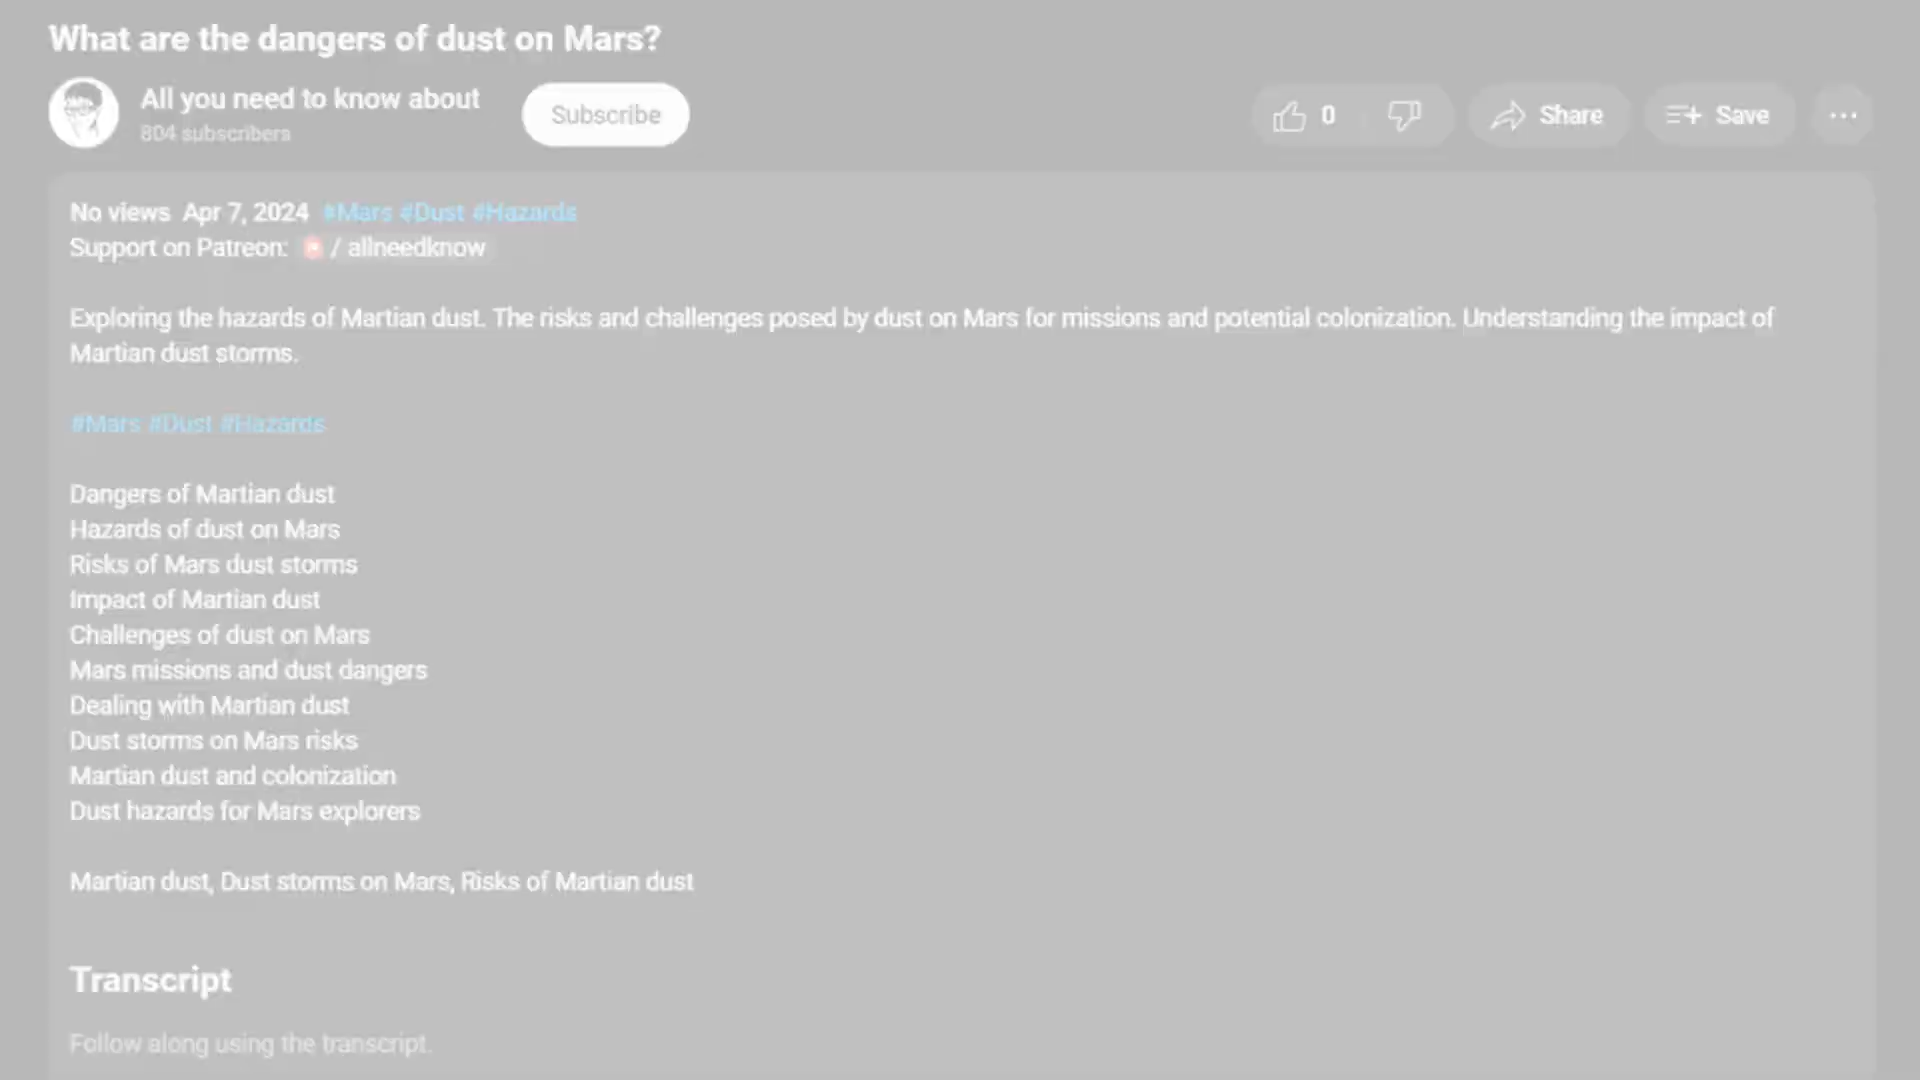 What are the dangers of dust on Mars?
All you need to know about
804 subscribers
Subscribe
0
Share
Save
No views Apr 7, 2024 #Mars #Dust #Hazards
Support on Patreon: / allneedknow
Exploring the hazards of Martian dust. The risks and challenges posed by dust on Mars for missions and potential colonization. Understanding the impact of
Martian dust storms.
#Mars #Dust #Hazards
Dangers of Martian dust
Hazards of dust on Mars
Risks of Mars dust storms
Impact of Martian dust
Challenges of dust on Mars
Mars missions and dust dangers
Dealing with Martian dust
Dust storms on Mars risks
Martian dust and colonization
Dust hazards for Mars explorers
Martian dust, Dust storms on Mars, Risks of Martian dust
Transcript
Follow along using the transcript.